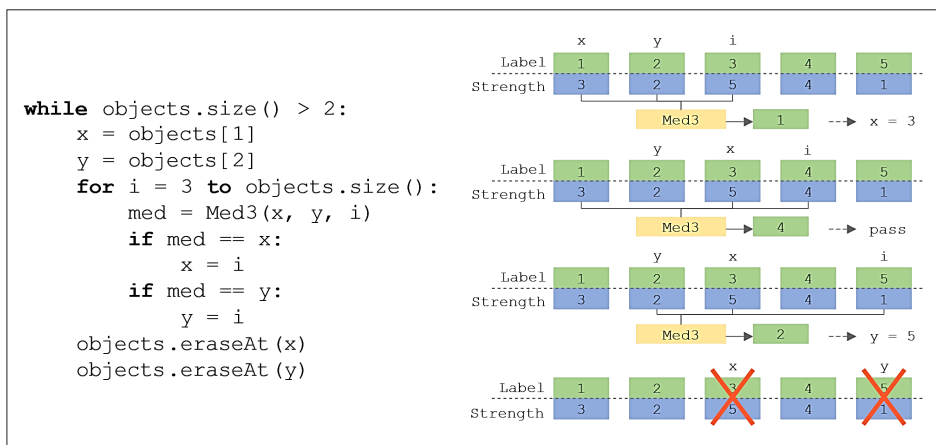 while objects.size() > 2:
x = objects[1]
y = objects[2]
for i = 3 to objects.size():
med = Med3(x, y, i)
if med == x:
x = i
if med == y:
y = i
objects.eraseAt(x)
objects.eraseAt(y)
x y i
Label 1 2 3 4 5
Strength 3 2 5 4 1
Med3 1 x = 3
y x i
Label 1 2 3 4 5
Strength 3 2 5 4 1
Med3 4 pass
y x i
Label 1 2 3 4 5
Strength 3 2 5 4 1
Med3 2 y = 5
x y
Label 1 2 3 4 5
Strength 3 2 5 4 1